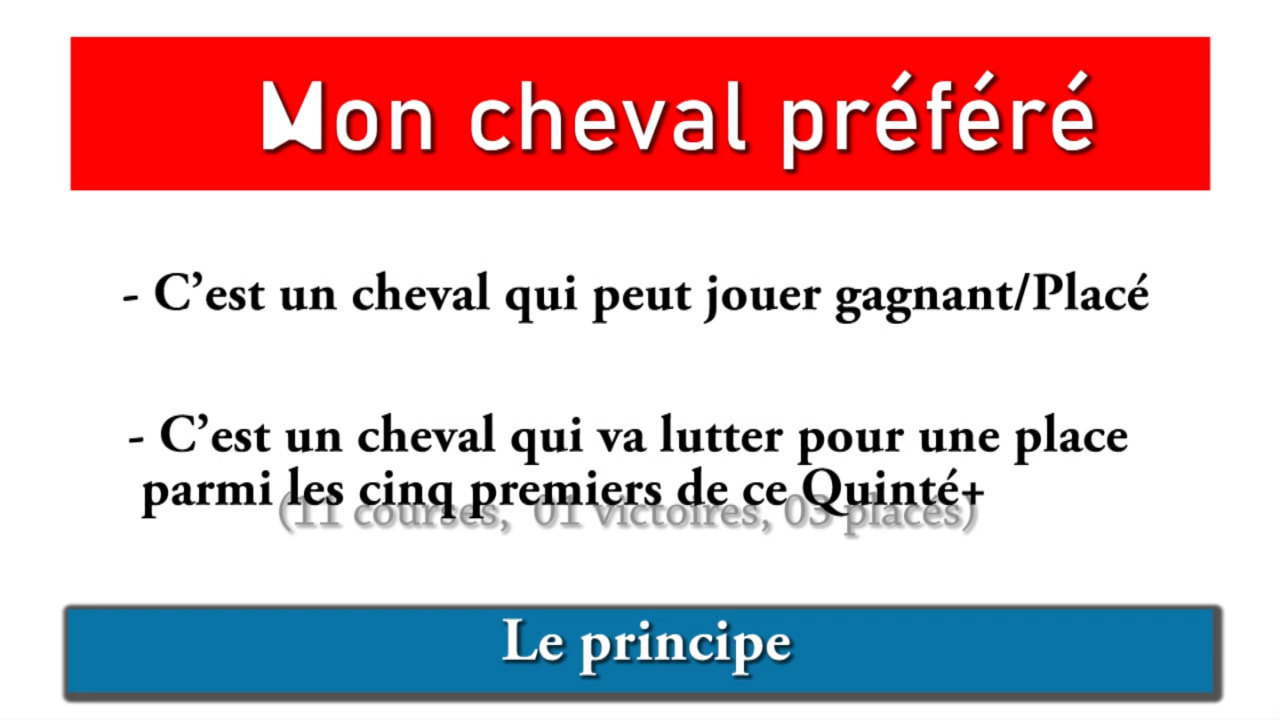 Mon cheval préféré
- C’est un cheval qui peut jouer gagnant/Placé
- C’est un cheval qui va lutter pour une place
parmi les cinq premiers de ce Quinté+
(11 courses, 01 victoires, 03 placés)
Le principe